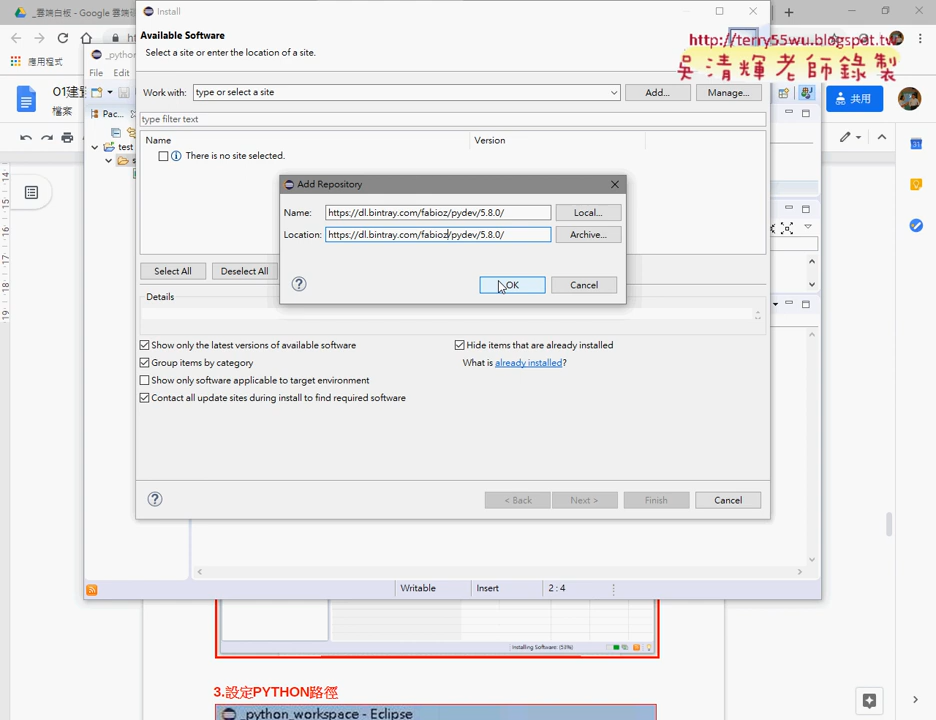 _雲端白板 - Google 雲端硬
Install
Available Software
Select a site or enter the location of a site.
http://terry55wu.blogspot.tw
吳清輝老師錄製
應用程式
_pytho
File Edit
Work with: type or select a site Add... Manage...
共用
01建
檔案
Pac...
type filter text
Name Version
test
There is no site selected.
Add Repository
Name: https://dl.bintray.com/fabioz/pydev/5.8.0/ Local...
Location: https://dl.bintray.com/fabioz/pydev/5.8.0/ Archive...
Select All Deselect All
OK Cancel
Details
Show only the latest versions of available software Hide items that are already installed
Group items by category What is already installed?
Show only software applicable to target environment
Contact all update sites during install to find required software
< Back Next > Finish Cancel
Writable Insert 2 : 4
Installing Software: (53%)
3.設定PYTHON路徑
_python_workspace - Eclipse